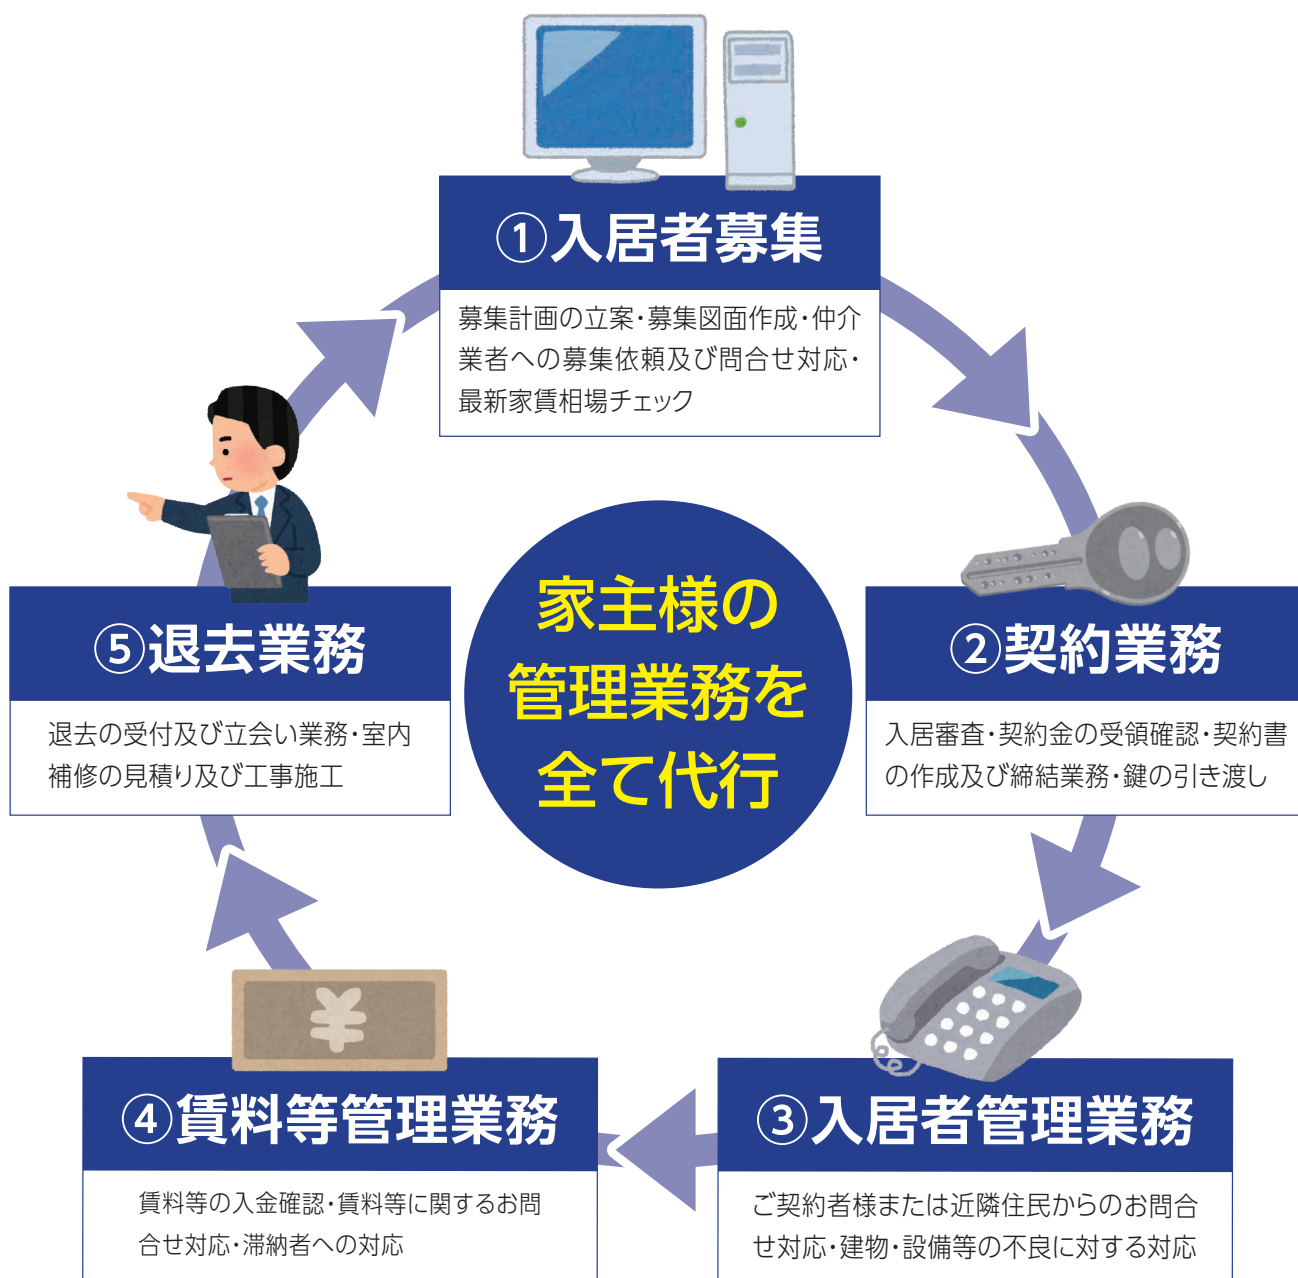 ①入居者募集
募集計画の立案・募集図面作成・仲介
業者への募集依頼及び問合せ対応・
最新家賃相場チェック
家主様の
管理業務を
全て代行
②契約業務
入居審査・契約金の受領確認・契約書
の作成及び締結業務・鍵の引き渡し
③入居者管理業務
ご契約者様または近隣住民からのお問合
せ対応・建物・設備等の不良に対する対応
④賃料等管理業務
賃料等の入金確認・賃料等に関するお問
合せ対応・滞納者への対応
⑤退去業務
退去の受付及び立会い業務・室内
補修の見積り及び工事施工
¥